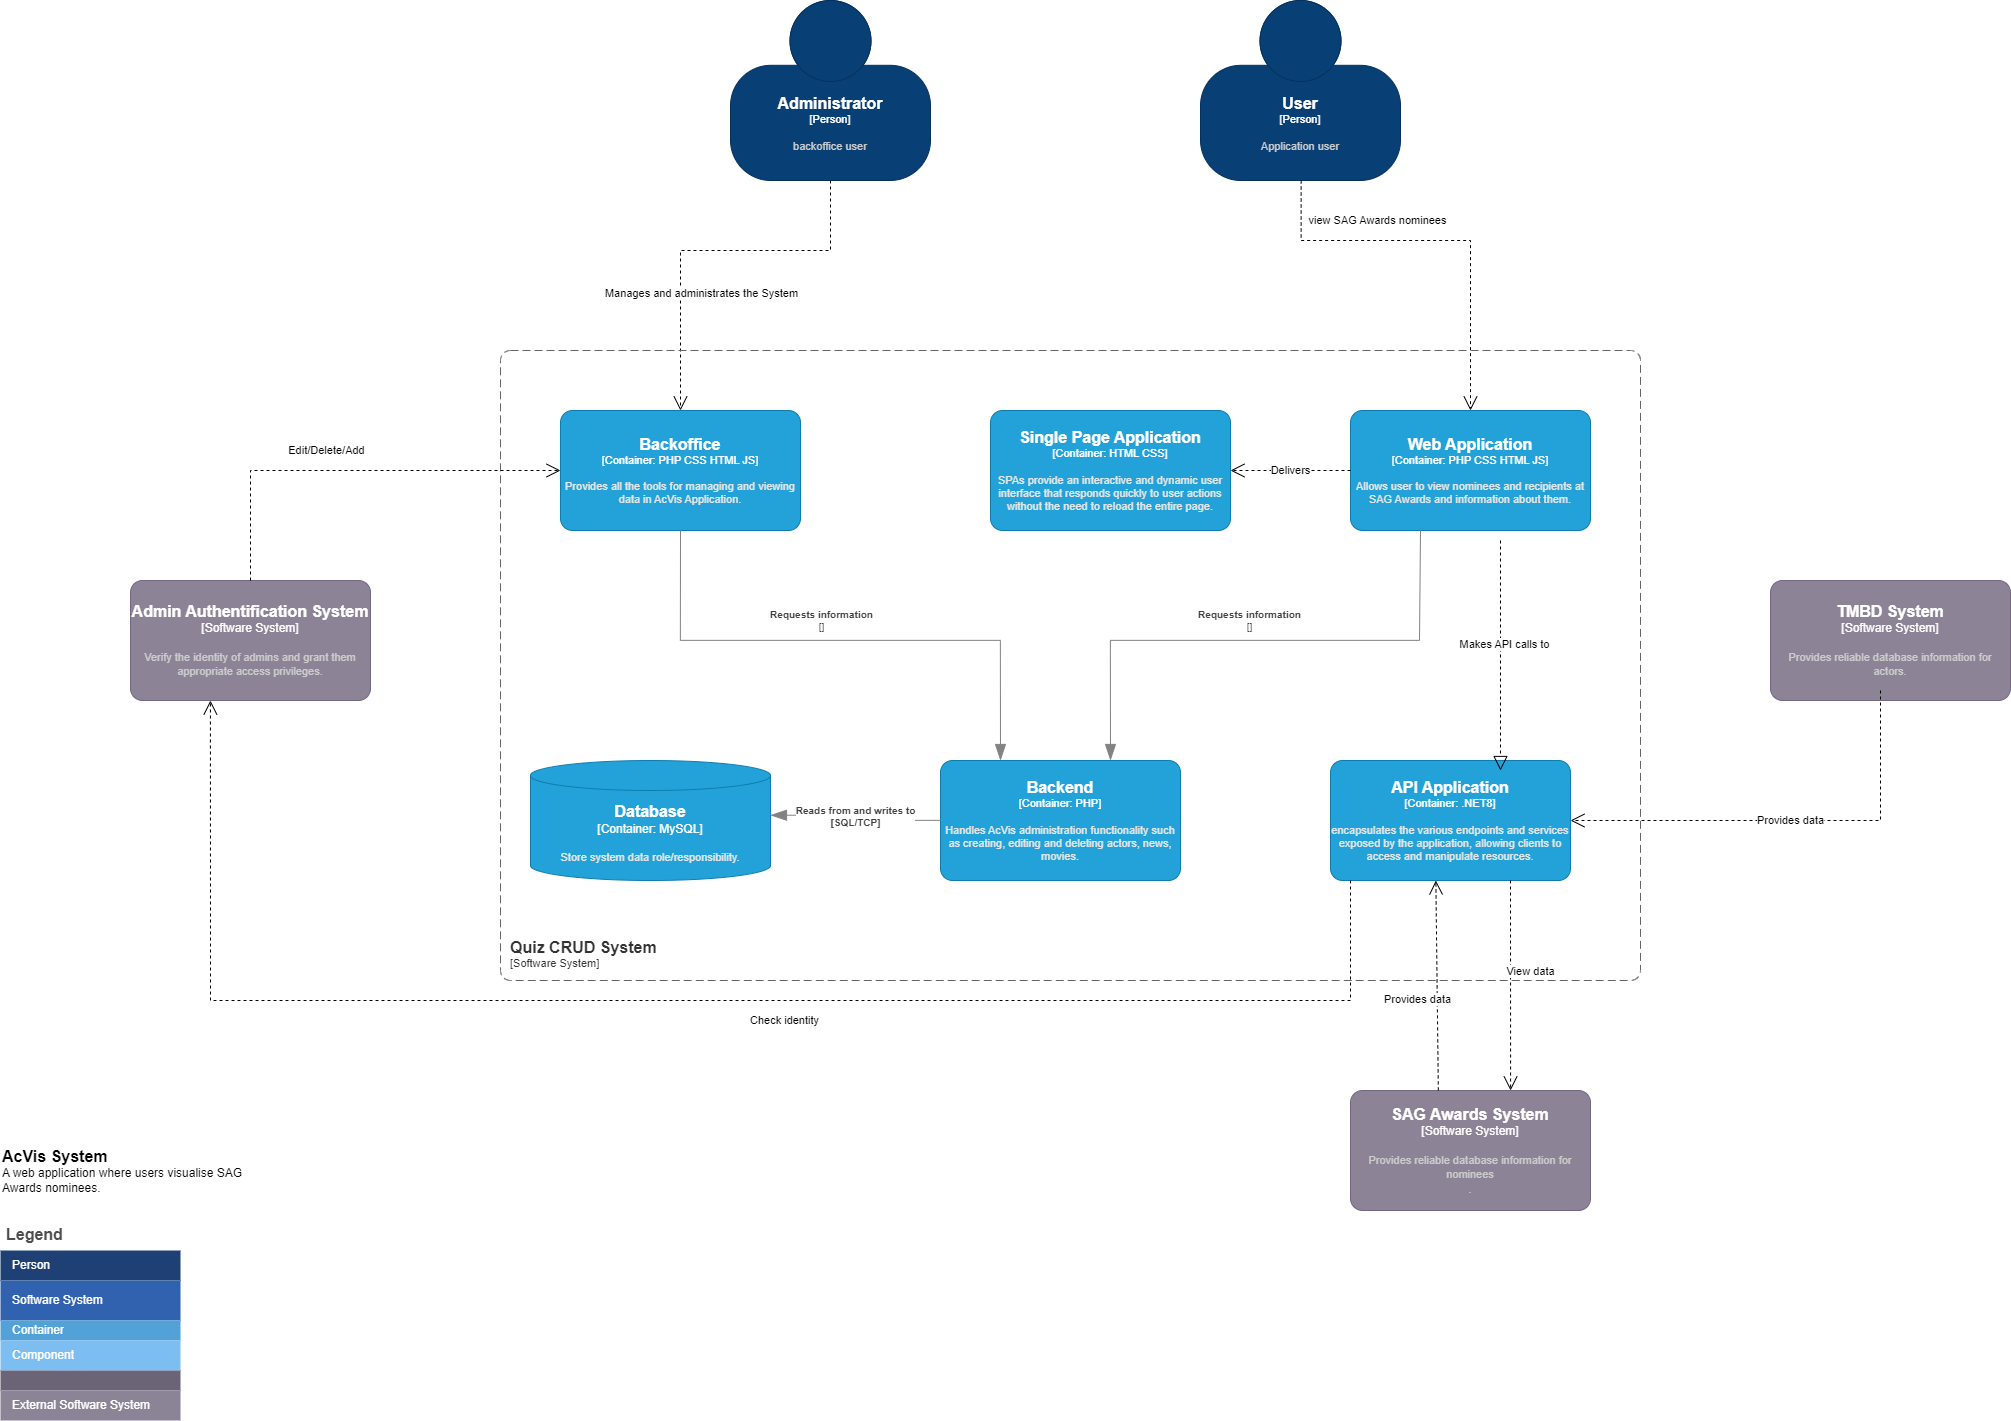 Administrator
[Person]
backoffice user
User
[Person]
Application user
view SAG Awards nominees
Manages and administrates the System
Backoffice
[Container: PHP CSS HTML JS]
Provides all the tools for managing and viewing
data in AcVis Application.
Single Page Application
[Container: HTML CSS]
SPAs provide an interactive and dynamic user
interface that responds quickly to user actions
without the need to reload the entire page.
Delivers
Web Application
[Container: PHP CSS HTML JS]
Allows user to view nominees and recipients at
SAG Awards and information about them.
Edit/Delete/Add
Admin Authentification System
[Software System]
Verify the identity of admins and grant them
appropriate access privileges.
Requests information
[]
Requests information
[]
Makes API calls to
TMBD System
[Software System]
Provides reliable database information for
actors.
Database
[Container: MySQL]
Store system data role/responsibility.
Reads from and writes to
[SQL/TCP]
Backend
[Container: PHP]
Handles AcVis administration functionality such
as creating, editing and deleting actors, news,
movies.
API Application
[Container: .NET8]
encapsulates the various endpoints and services
exposed by the application, allowing clients to
access and manipulate resources.
Provides data
Quiz CRUD System
[Software System]
View data
Provides data
Check identity
SAG Awards System
[Software System]
Provides reliable database information for
nominees
.
AcVis System
A web application where users visualise SAG
Awards nominees.
Legend
Person
Software System
Container
Component
External Software System